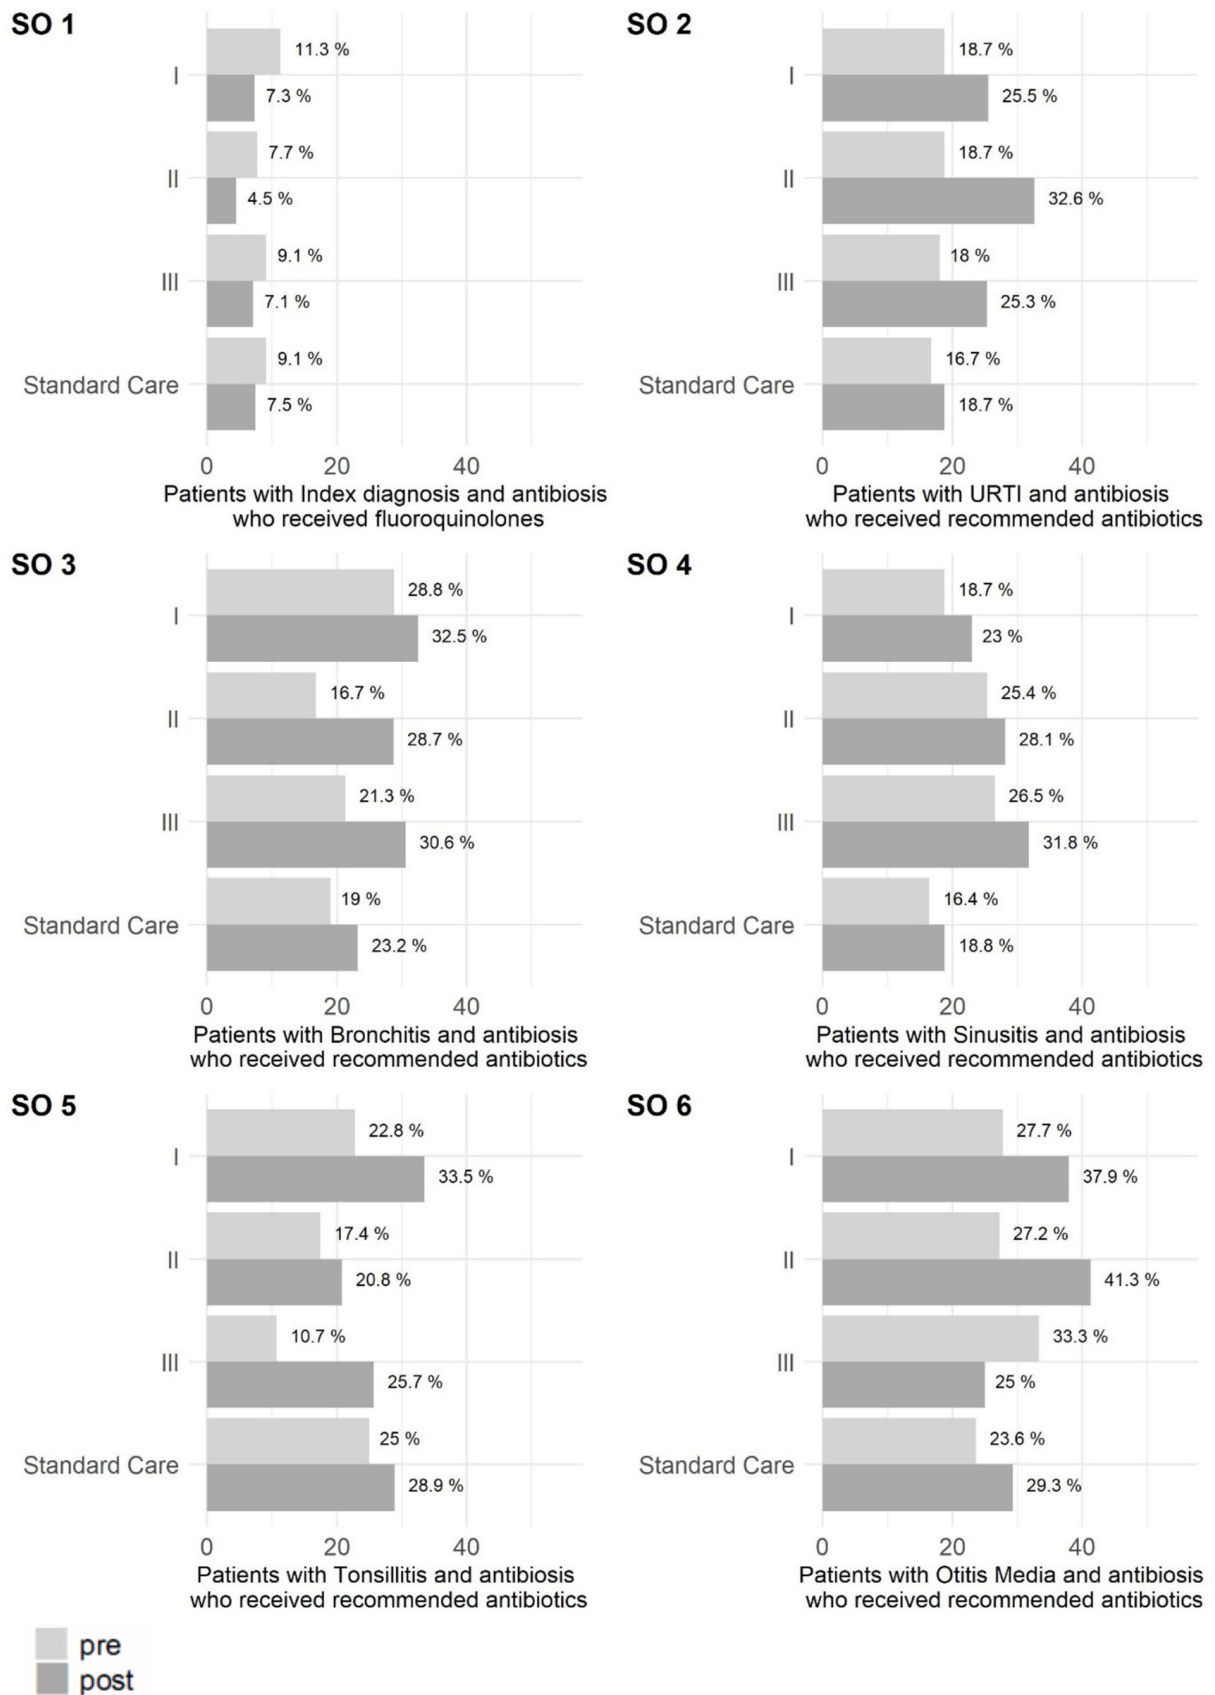 SO 1
I
11.3 %
7.3 %
II
7.7 %
4.5 %
III
9.1 %
7.1 %
Standard Care
9.1 %
7.5 %
0 20 40
Patients with Index diagnosis and antibiosis
who received fluoroquinolones
SO 2
I
18.7 %
25.5 %
II
18.7 %
32.6 %
III
18 %
25.3 %
Standard Care
16.7 %
18.7 %
0 20 40
Patients with URTI and antibiosis
who received recommended antibiotics
SO 3
I
28.8 %
32.5 %
II
16.7 %
28.7 %
III
21.3 %
30.6 %
Standard Care
19 %
23.2 %
0 20 40
Patients with Bronchitis and antibiosis
who received recommended antibiotics
SO 4
I
18.7 %
23 %
II
25.4 %
28.1 %
III
26.5 %
31.8 %
Standard Care
16.4 %
18.8 %
0 20 40
Patients with Sinusitis and antibiosis
who received recommended antibiotics
SO 5
I
22.8 %
33.5 %
II
17.4 %
20.8 %
III
10.7 %
25.7 %
Standard Care
25 %
28.9 %
0 20 40
Patients with Tonsillitis and antibiosis
who received recommended antibiotics
SO 6
I
27.7 %
37.9 %
II
27.2 %
41.3 %
III
33.3 %
25 %
Standard Care
23.6 %
29.3 %
0 20 40
Patients with Otitis Media and antibiosis
who received recommended antibiotics
pre
post